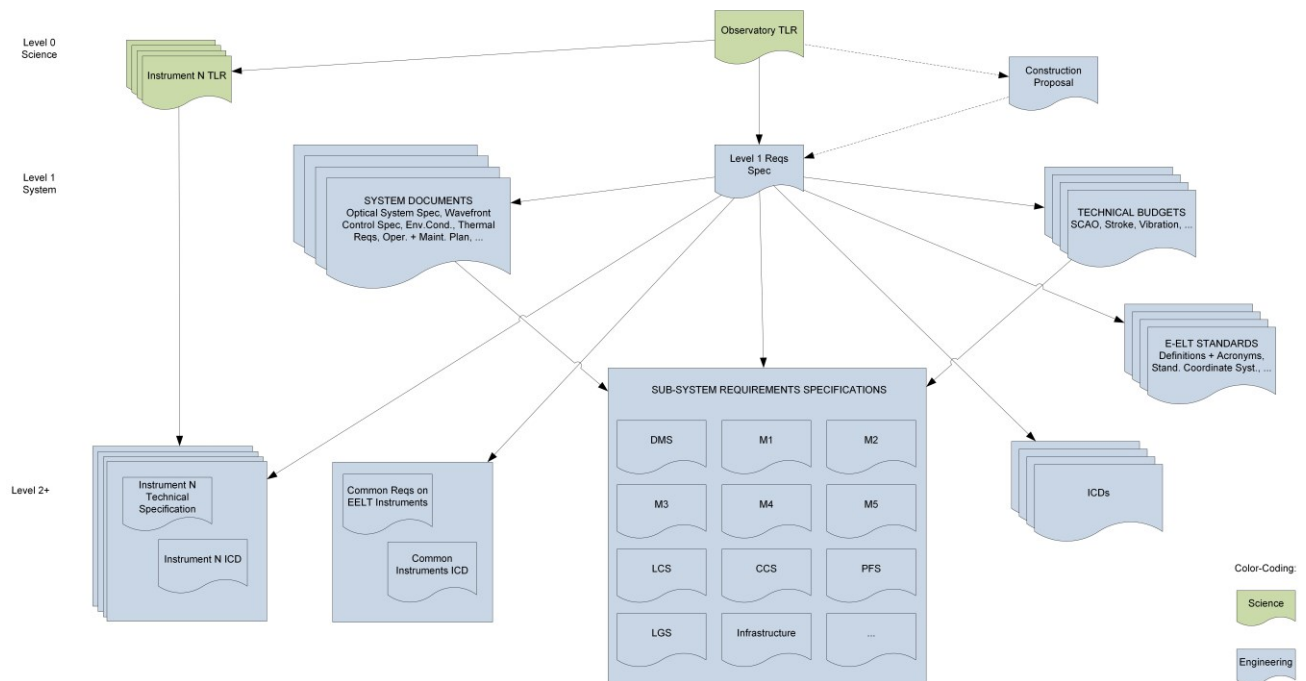 Level 0
Science
Instrument N TLR
Observatory TLR
Construction
Proposal
Level 1
System
SYSTEM DOCUMENTS
Optical System Spec, Wavefront
Control Spec, Env.Cond., Thermal
Reqs, Oper. + Maint. Plan, ...
Level 1 Reqs
Spec
TECHNICAL BUDGETS
SCAO, Stroke, Vibration, ...
E-ELT STANDARDS
Definitions + Acronyms,
Stand. Coordinate Syst., ...
Level 2+
Instrument N
Technical
Specification
Instrument N ICD
Common Reqs on
EELT Instruments
Common
Instruments ICD
SUB-SYSTEM REQUIREMENTS SPECIFICATIONS
DMS
M1
M2
M3
M4
M5
LCS
CCS
PFS
LGS
Infrastructure
...
ICDs
Color-Coding:
Science
Engineering